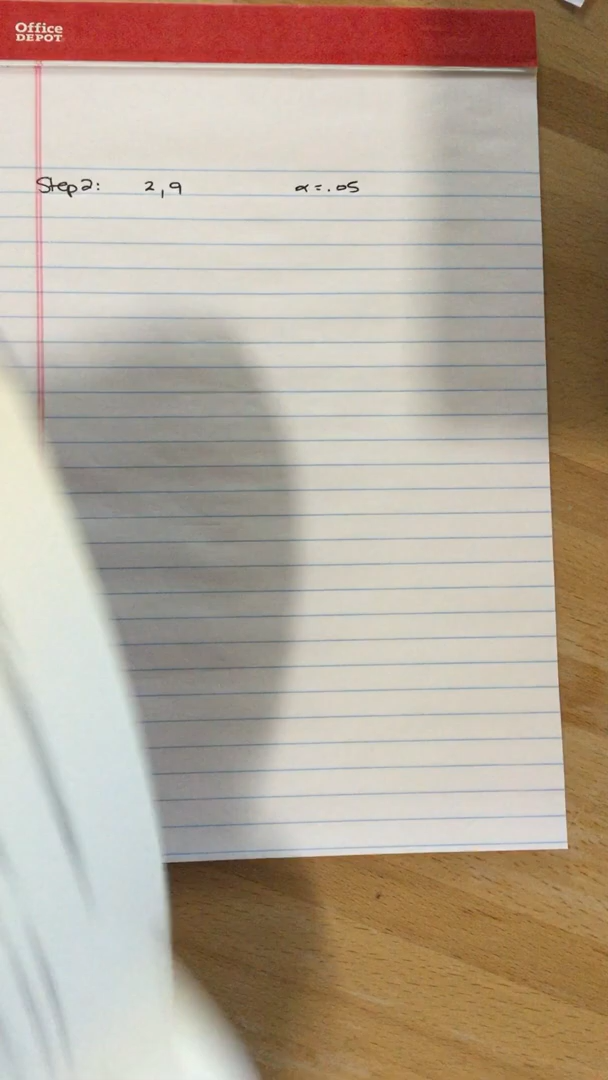 Office
DEPOT
Step 2: 2,9 α = .05